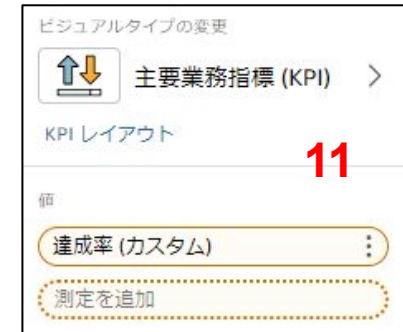 ビジュアルタイプの変更
主要業務指標 (KPI)
KPI レイアウト
11
値
達成率 (カスタム)
測定を追加